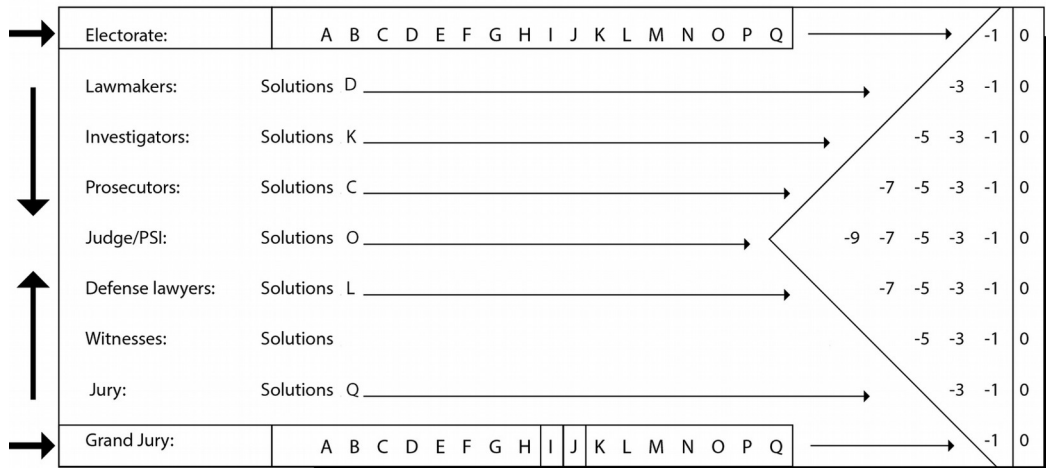 Electorate: A B C D E F G H I J K L M N O P Q -1 0
Lawmakers: Solutions D -3 -1 0
Investigators: Solutions K -5 -3 -1 0
Prosecutors: Solutions C -7 -5 -3 -1 0
Judge/PSI: Solutions O -9 -7 -5 -3 -1 0
Defense lawyers: Solutions L -7 -5 -3 -1 0
Witnesses: Solutions -5 -3 -1 0
Jury: Solutions Q -3 -1 0
Grand Jury: A B C D E F G H I J K L M N O P Q -1 0